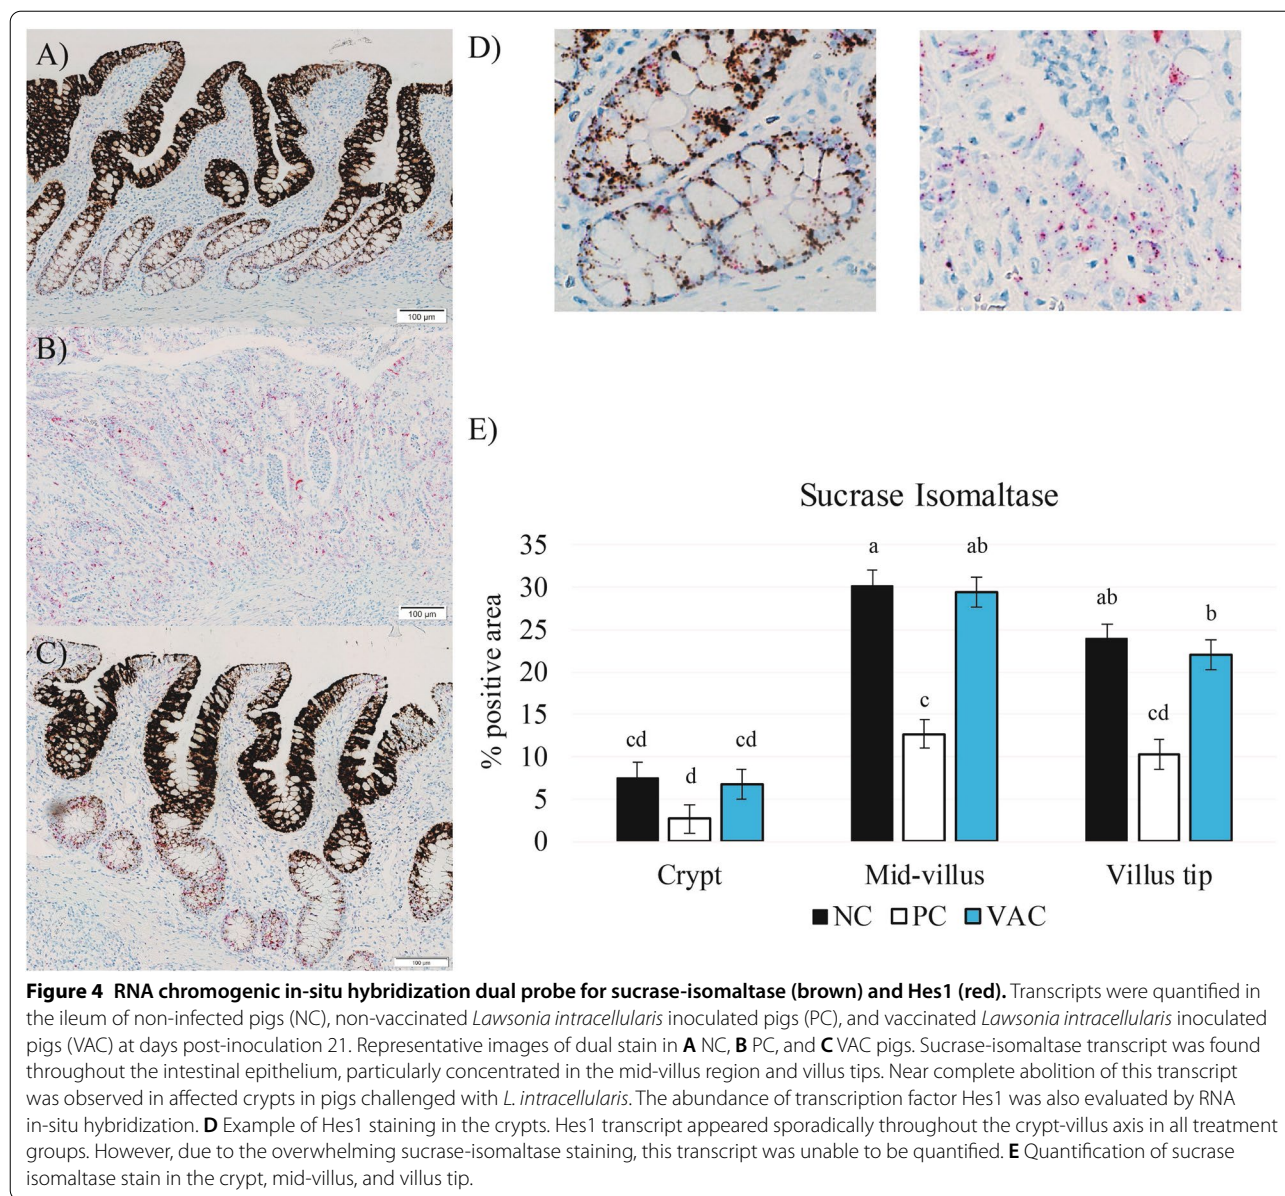 A)
100 µm
B)
100 µm
C)
100 µm
D)
E)
Sucrase Isomaltase
% positive area
35
30
25
20
15
10
5
0
cd
d
cd
a
c
ab
ab
cd
b
Crypt
Mid-villus
Villus tip
NC PC VAC
Figure 4 RNA chromogenic in-situ hybridization dual probe for sucrase-isomaltase (brown) and Hes1 (red). Transcripts were quantified in
the ileum of non-infected pigs (NC), non-vaccinated Lawsonia intracellularis inoculated pigs (PC), and vaccinated Lawsonia intracellularis inoculated
pigs (VAC) at days post-inoculation 21. Representative images of dual stain in A NC, B PC, and C VAC pigs. Sucrase-isomaltase transcript was found
throughout the intestinal epithelium, particularly concentrated in the mid-villus region and villus tips. Near complete abolition of this transcript
was observed in affected crypts in pigs challenged with L. intracellularis. The abundance of transcription factor Hes1 was also evaluated by RNA
in-situ hybridization. D Example of Hes1 staining in the crypts. Hes1 transcript appeared sporadically throughout the crypt-villus axis in all treatment
groups. However, due to the overwhelming sucrase-isomaltase staining, this transcript was unable to be quantified. E Quantification of sucrase
isomaltase stain in the crypt, mid-villus, and villus tip.